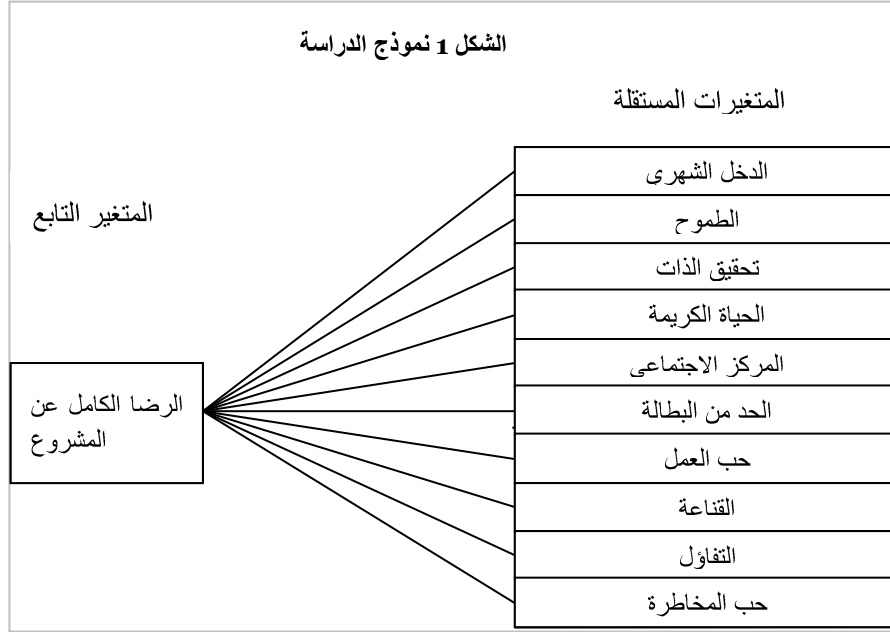 الشكل 1 نموذج الدراسة
المتغيرات المستقلة
الدخل الشهري
الطموح
تحقيق الذات
الحياة الكريمة
المركز الاجتماعى
الحد من البطالة
حب العمل
القناعة
التفاؤل
حب المخاطرة
المتغير التابع
الرضا الكامل عن
المشروع